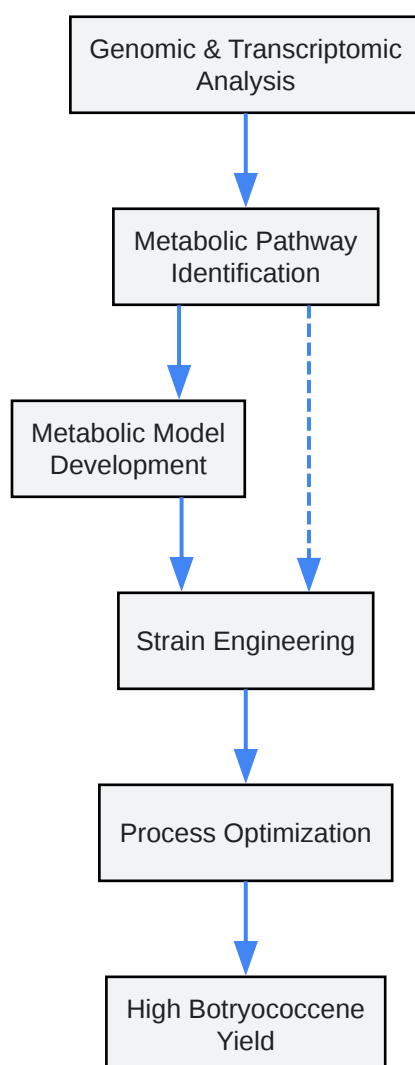 Genomic & Transcriptomic
Analysis
Metabolic Pathway
Identification
Metabolic Model
Development
Strain Engineering
Process Optimization
High Botryococcene
Yield